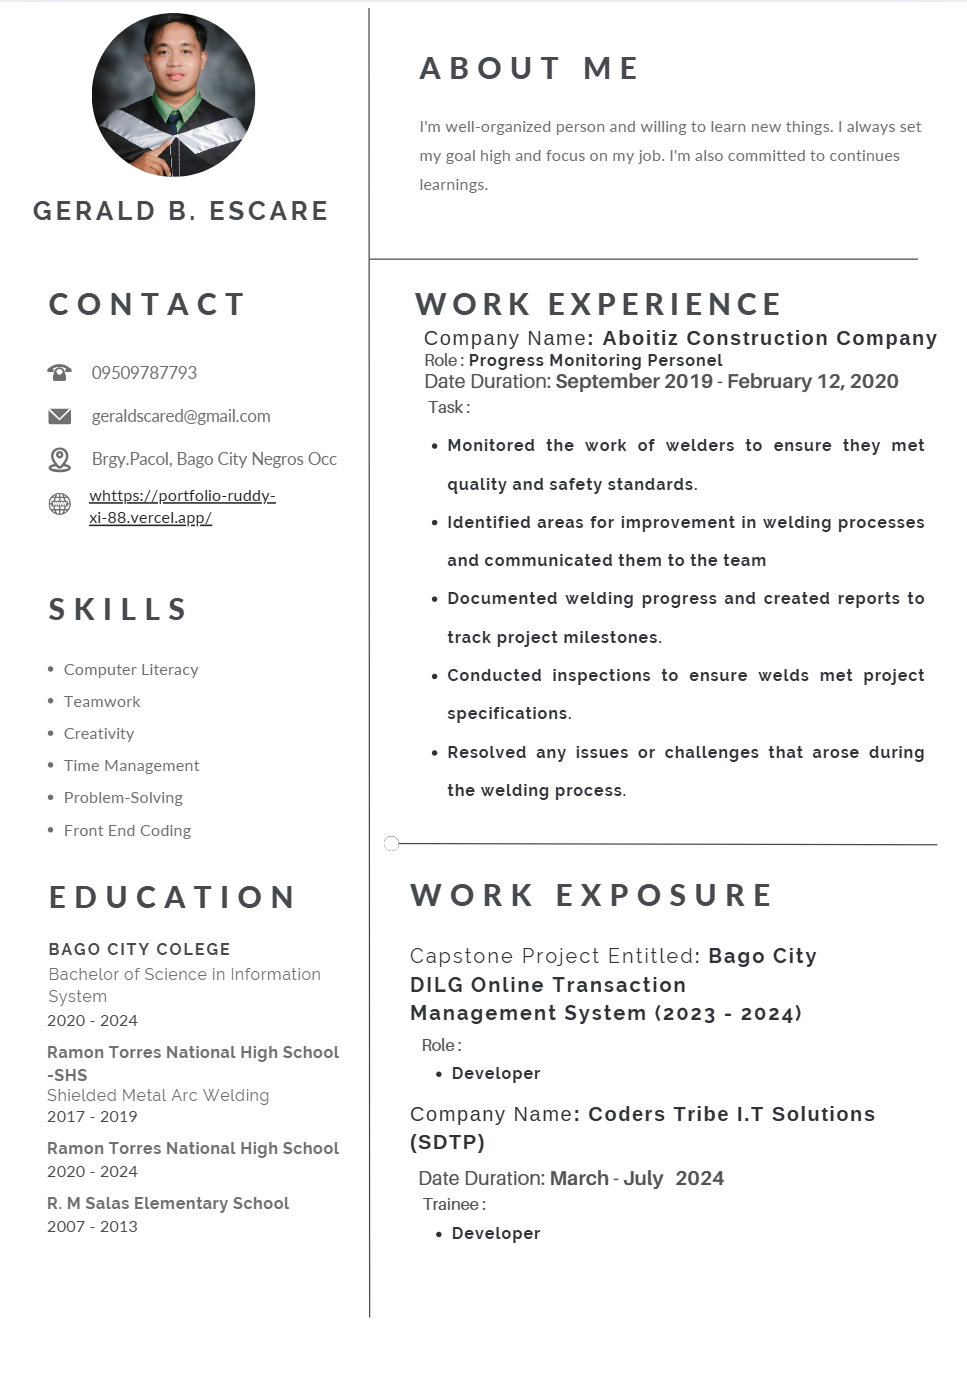 GERALD B. ESCARE
CONTACT
09509787793
geraldscared@gmail.com
Brgy.Pacol, Bago City Negros Occ
whttps://portfolio-ruddy-
xi-88.vercel.app/
SKILLS
• Computer Literacy
• Teamwork
• Creativity
• Time Management
• Problem-Solving
• Front End Coding
EDUCATION
BAGO CITY COLEGE
Bachelor of Science in Information
System
2020 - 2024
Ramon Torres National High School
-SHS
Shielded Metal Arc Welding
2017 - 2019
Ramon Torres National High School
2020 - 2024
R. M Salas Elementary School
2007 - 2013
ABOUT ME
I'm well-organized person and willing to learn new things. I always set
my goal high and focus on my job. I'm also committed to continues
learnings.
WORK EXPERIENCE
Company Name: Aboitiz Construction Company
Role : Progress Monitoring Personel
Date Duration: September 2019 - February 12, 2020
Task :
• Monitored the work of welders to ensure they met
quality and safety standards.
• Identified areas for improvement in welding processes
and communicated them to the team
• Documented welding progress and created reports to
track project milestones.
• Conducted inspections to ensure welds met project
specifications.
• Resolved any issues or challenges that arose during
the welding process.
WORK EXPOSURE
Capstone Project Entitled: Bago City
DILG Online Transaction
Management System (2023 - 2024)
Role :
• Developer
Company Name: Coders Tribe I.T Solutions
(SDTP)
Date Duration: March - July 2024
Trainee :
• Developer